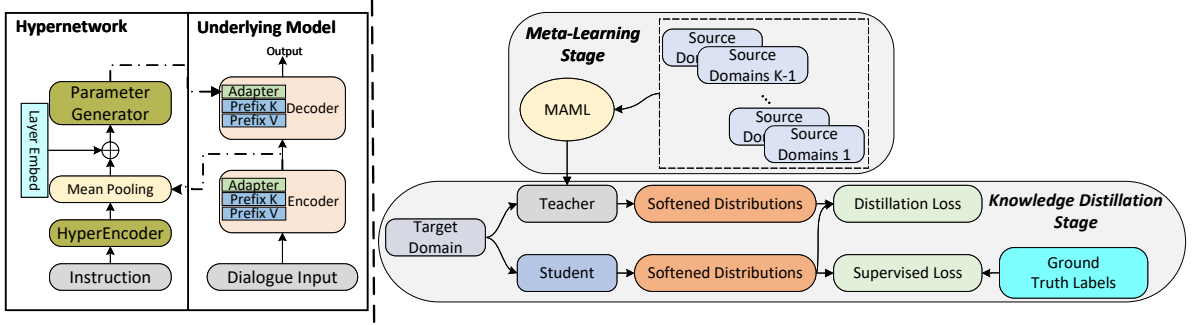 Hypernetwork
Parameter
Generator
Layer Embed
Mean Pooling
HyperEncoder
Instruction
Underlying Model
Output
Adapter
Prefix K
Prefix V
Decoder
Adapter
Prefix K
Prefix V
Encoder
Dialogue Input
Meta-Learning
Stage
MAML
Source
Source
Domains K-1
Source
Source
Domains 1
Knowledge Distillation
Stage
Target
Domain
Teacher
Softened Distributions
Distillation Loss
Student
Softened Distributions
Supervised Loss
Ground
Truth Labels